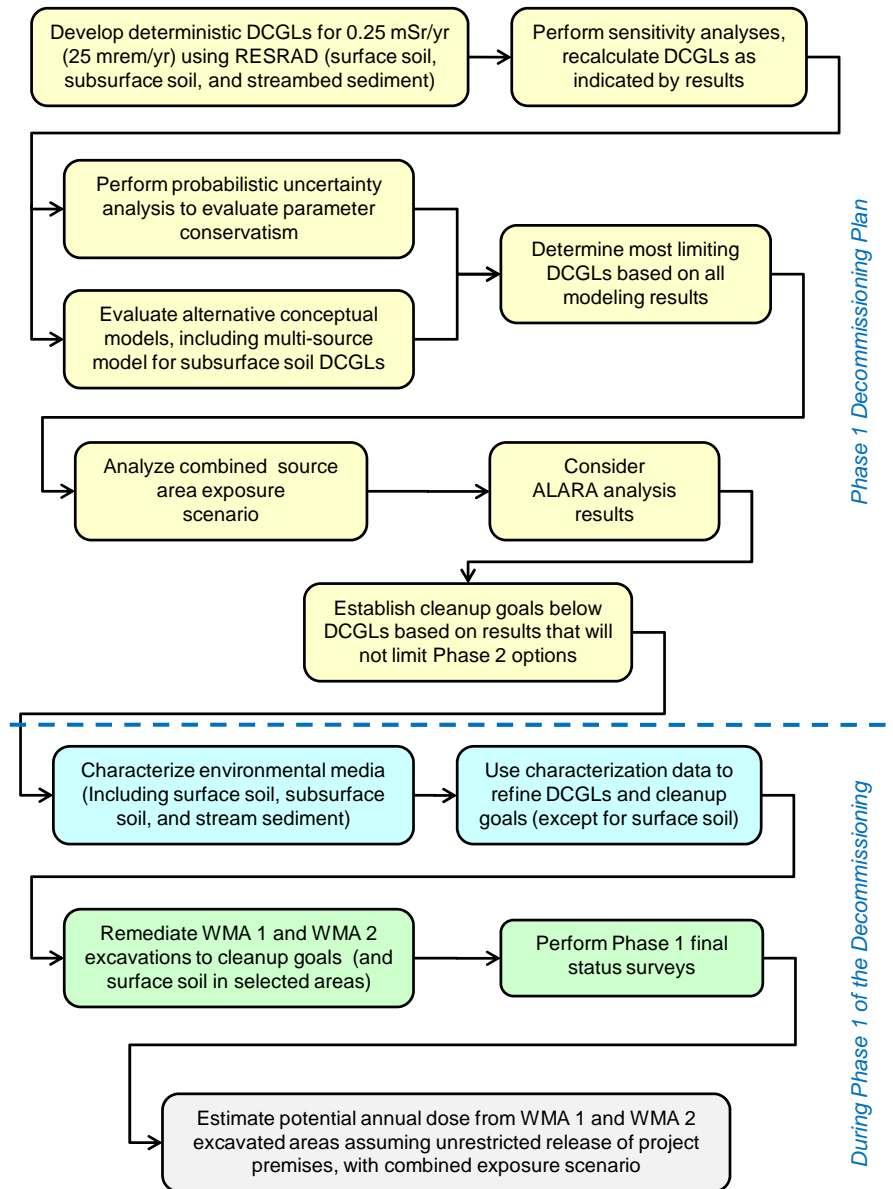 Develop deterministic DCGLs for 0.25 mSr/yr
(25 mrem/yr) using RESRAD (surface soil,
subsurface soil, and streambed sediment)
Perform sensitivity analyses,
recalculate DCGLs as
indicated by results
Perform probabilistic uncertainty
analysis to evaluate parameter
conservatism
Evaluate alternative conceptual
models, including multi-source
model for subsurface soil DCGLs
Determine most limiting
DCGLs based on all
modeling results
Analyze combined source
area exposure
scenario
Consider
ALARA analysis
results
Establish cleanup goals below
DCGLs based on results that will
not limit Phase 2 options
Phase 1 Decommissioning Plan
Characterize environmental media
(Including surface soil, subsurface
soil, and stream sediment)
Use characterization data to
refine DCGLs and cleanup
goals (except for surface soil)
Remediate WMA 1 and WMA 2
excavations to cleanup goals (and
surface soil in selected areas)
Perform Phase 1 final
status surveys
Estimate potential annual dose from WMA 1 and WMA 2
excavated areas assuming unrestricted release of project
premises, with combined exposure scenario
During Phase 1 of the Decommissioning